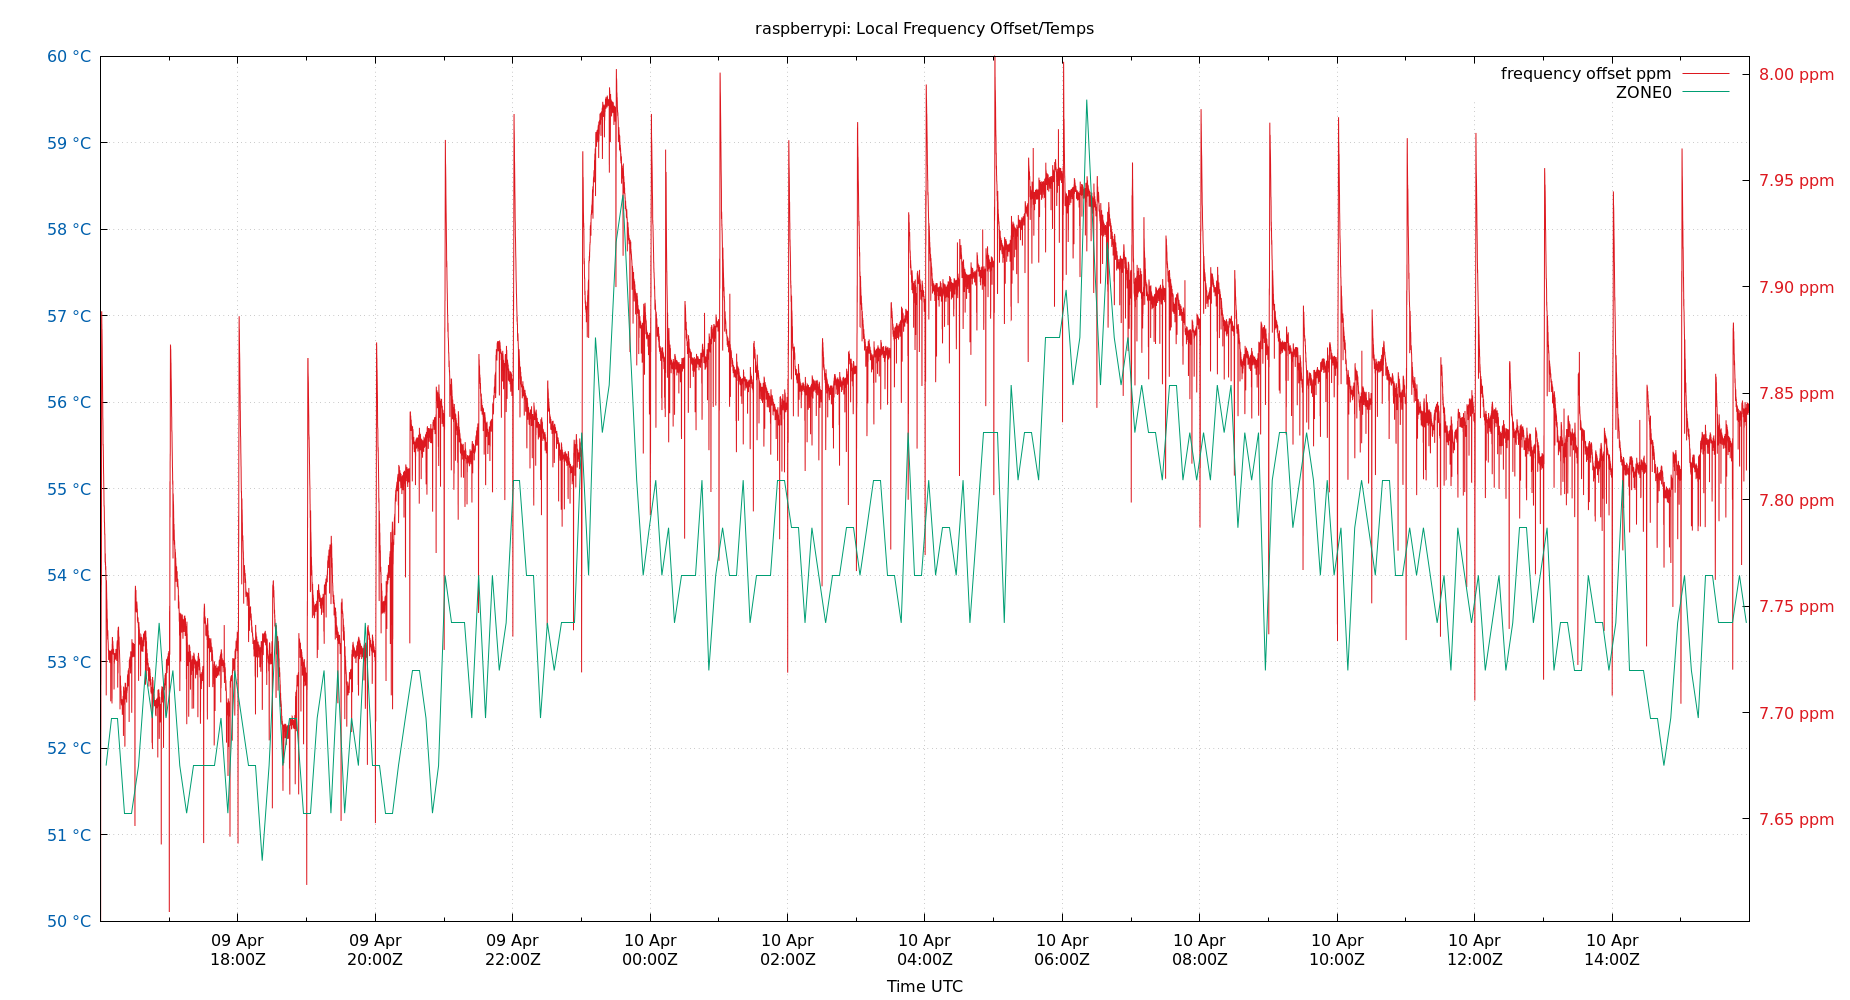 raspberrypi: Local Frequency Offset/Temps
frequency offset ppm
ZONE0
60 °C
59 °C
58 °C
57 °C
56 °C
55 °C
54 °C
53 °C
52 °C
51 °C
50 °C
8.00 ppm
7.95 ppm
7.90 ppm
7.85 ppm
7.80 ppm
7.75 ppm
7.70 ppm
7.65 ppm
09 Apr 09 Apr 09 Apr 10 Apr 10 Apr 10 Apr 10 Apr 10 Apr 10 Apr 10 Apr 10 Apr
18:00Z 20:00Z 22:00Z 00:00Z 02:00Z 04:00Z 06:00Z 08:00Z 10:00Z 12:00Z 14:00Z
Time UTC